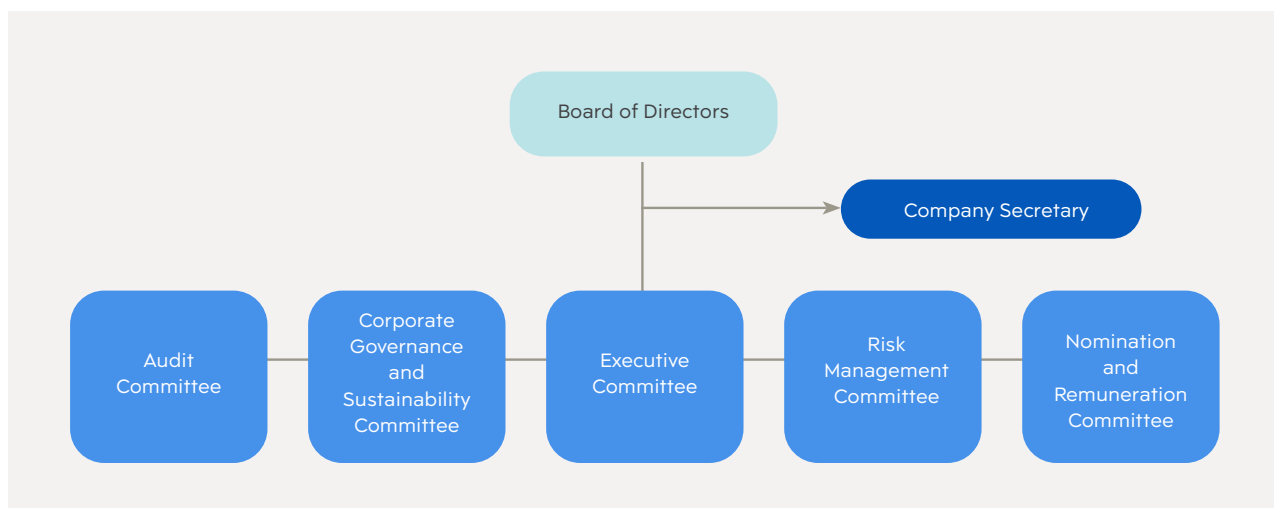 Board of Directors
Company Secretary
Audit
Committee
Corporate
Governance
and
Sustainability
Committee
Executive
Committee
Risk
Management
Committee
Nomination
and
Remuneration
Committee